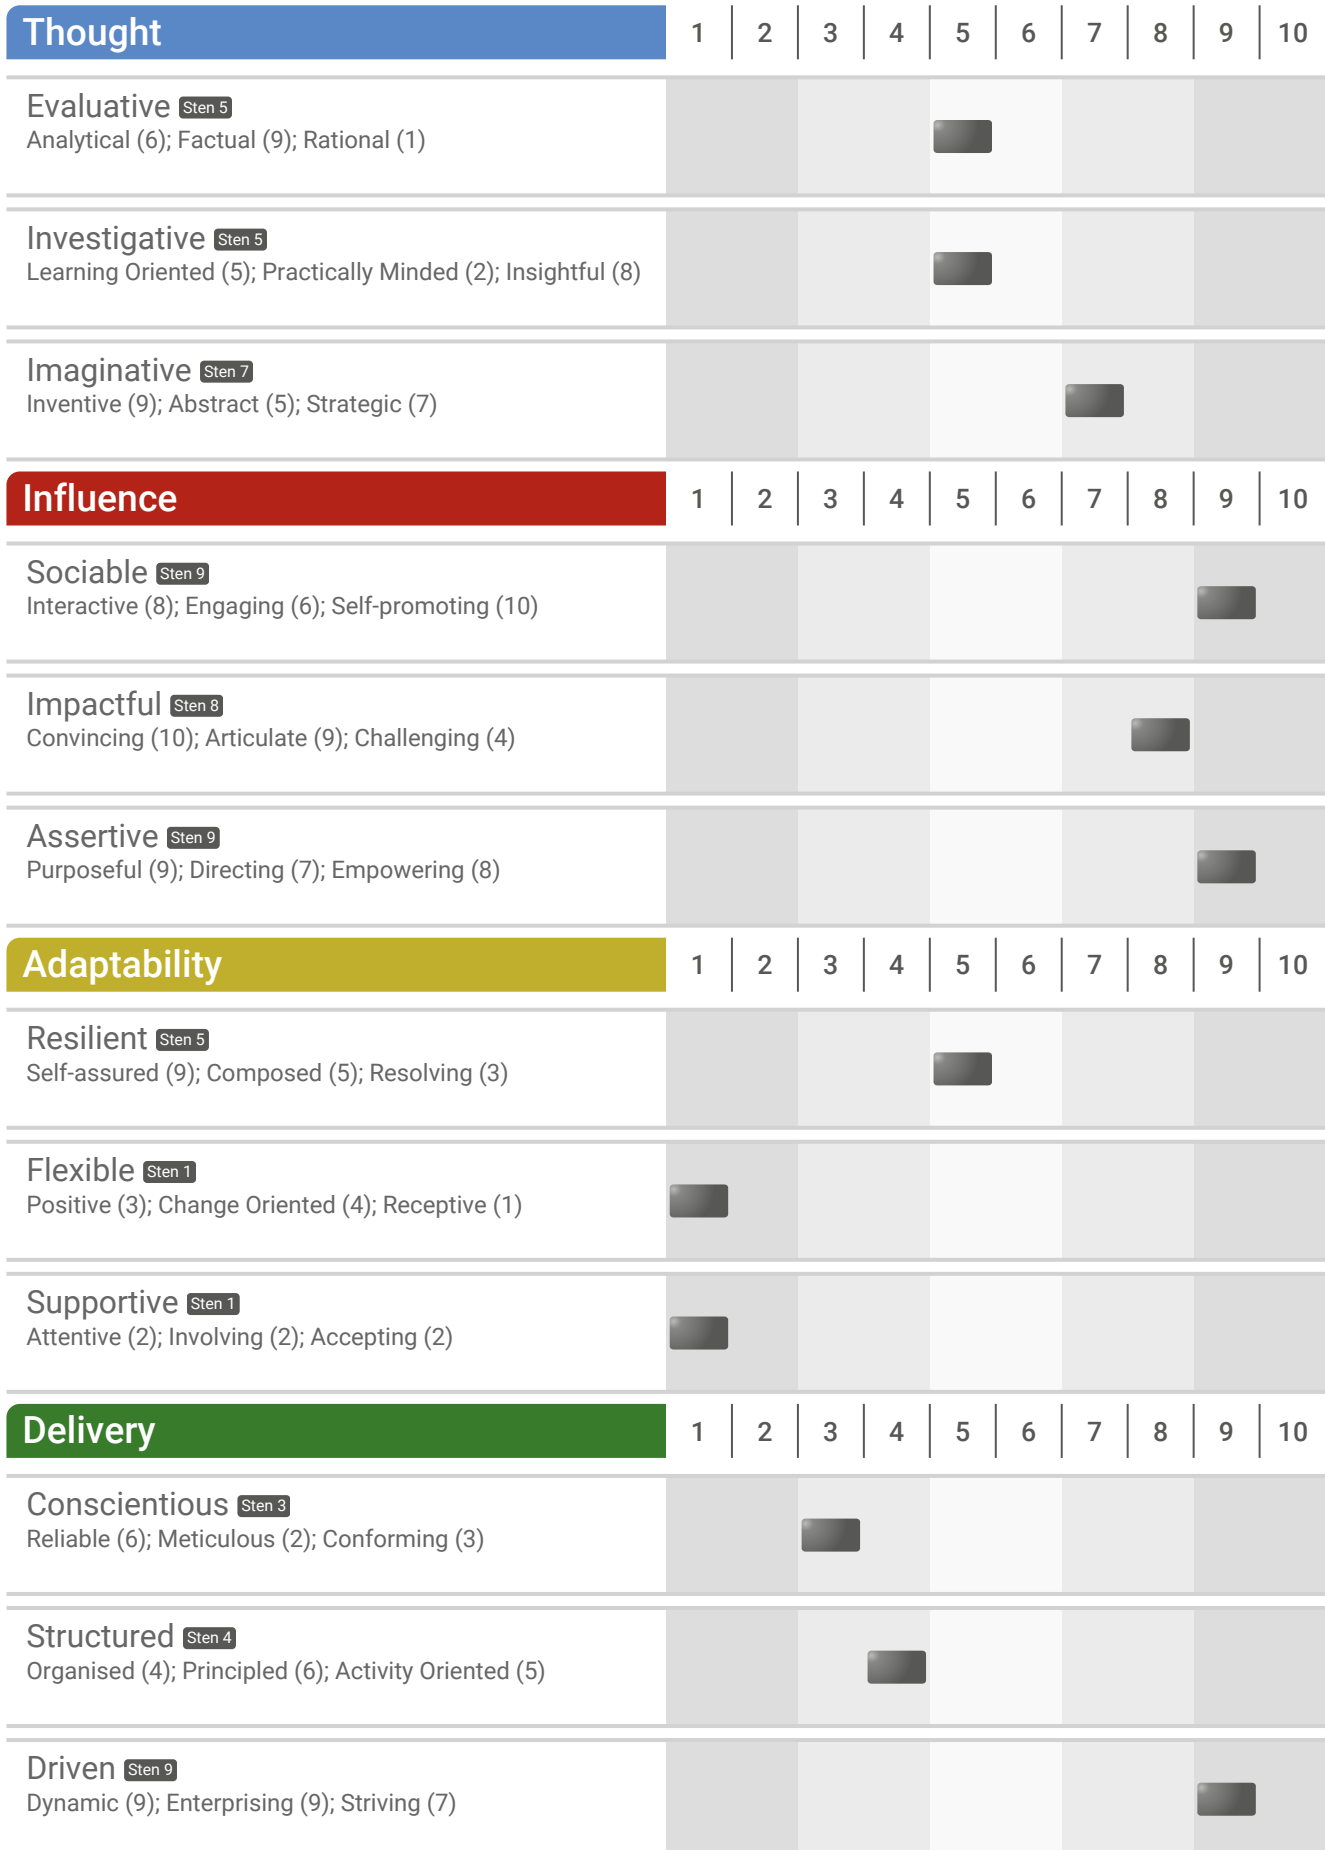 Thought 1 2 3 4 5 6 7 8 9 10
Evaluative Sten 5
Analytical (6); Factual (9); Rational (1)
Investigative Sten 5
Learning Oriented (5); Practically Minded (2); Insightful (8)
Imaginative Sten 7
Inventive (9); Abstract (5); Strategic (7)
Influence 1 2 3 4 5 6 7 8 9 10
Sociable Sten 9
Interactive (8); Engaging (6); Self-promoting (10)
Impactful Sten 8
Convincing (10); Articulate (9); Challenging (4)
Assertive Sten 9
Purposeful (9); Directing (7); Empowering (8)
Adaptability 1 2 3 4 5 6 7 8 9 10
Resilient Sten 5
Self-assured (9); Composed (5); Resolving (3)
Flexible Sten 1
Positive (3); Change Oriented (4); Receptive (1)
Supportive Sten 1
Attentive (2); Involving (2); Accepting (2)
Delivery 1 2 3 4 5 6 7 8 9 10
Conscientious Sten 3
Reliable (6); Meticulous (2); Conforming (3)
Structured Sten 4
Organised (4); Principled (6); Activity Oriented (5)
Driven Sten 9
Dynamic (9); Enterprising (9); Striving (7)